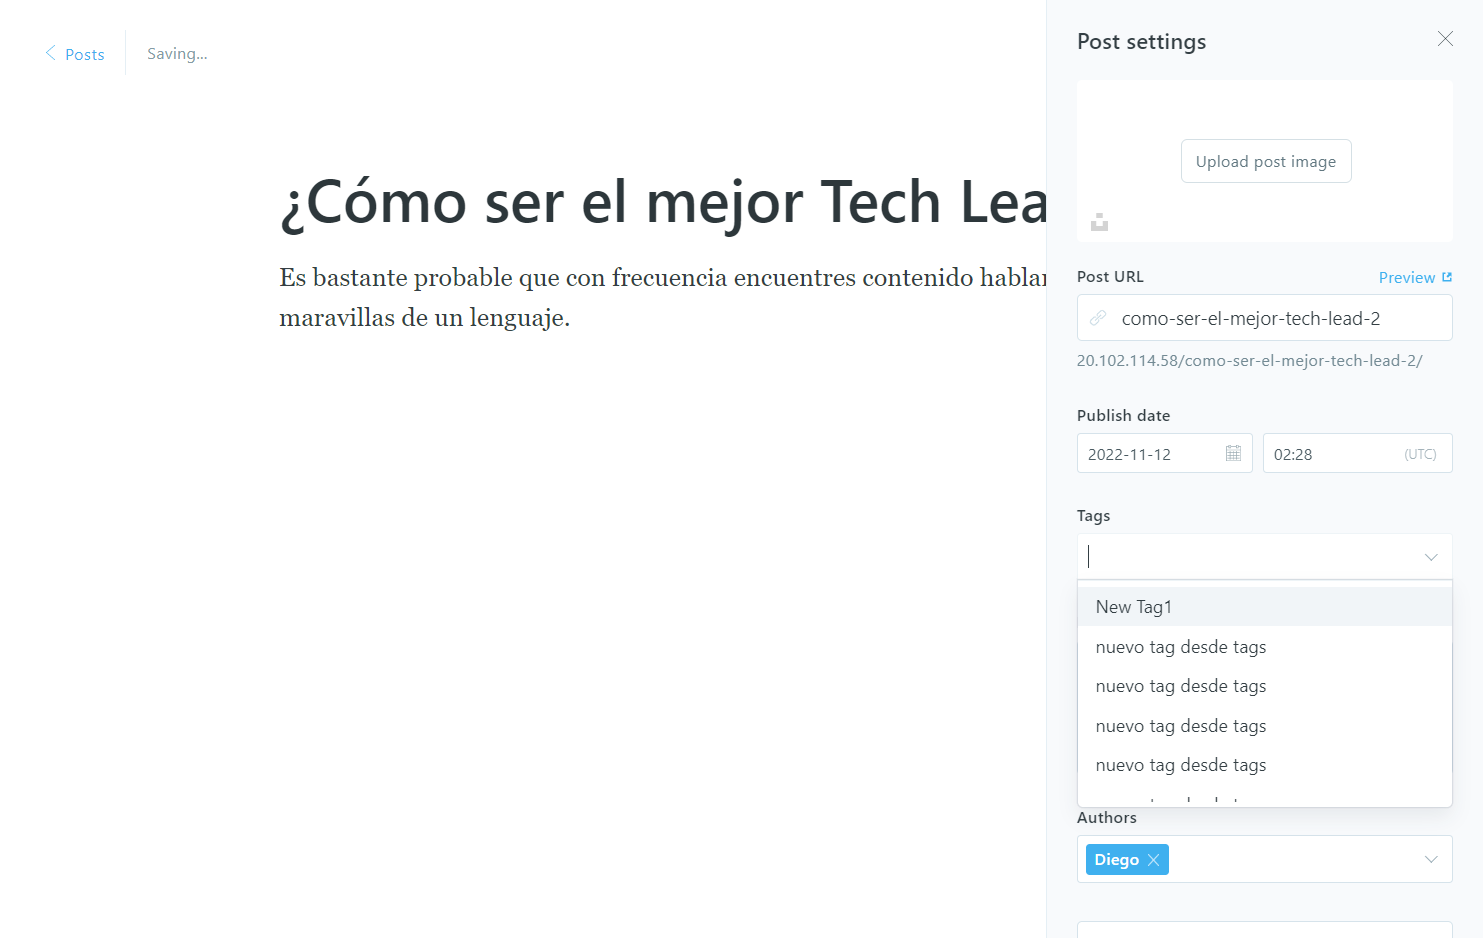 Posts
Saving...
¿Cómo ser el mejor Tech Lea
Es bastante probable que con frecuencia encuentres contenido hablan
maravillas de un lenguaje.
Post settings
Upload post image
Post URL
Preview
como-ser-el-mejor-tech-lead-2
20.102.114.58/como-ser-el-mejor-tech-lead-2/
Publish date
2022-11-12
02:28
(UTC)
Tags
New Tag1
nuevo tag desde tags
nuevo tag desde tags
nuevo tag desde tags
nuevo tag desde tags
Authors
Diego